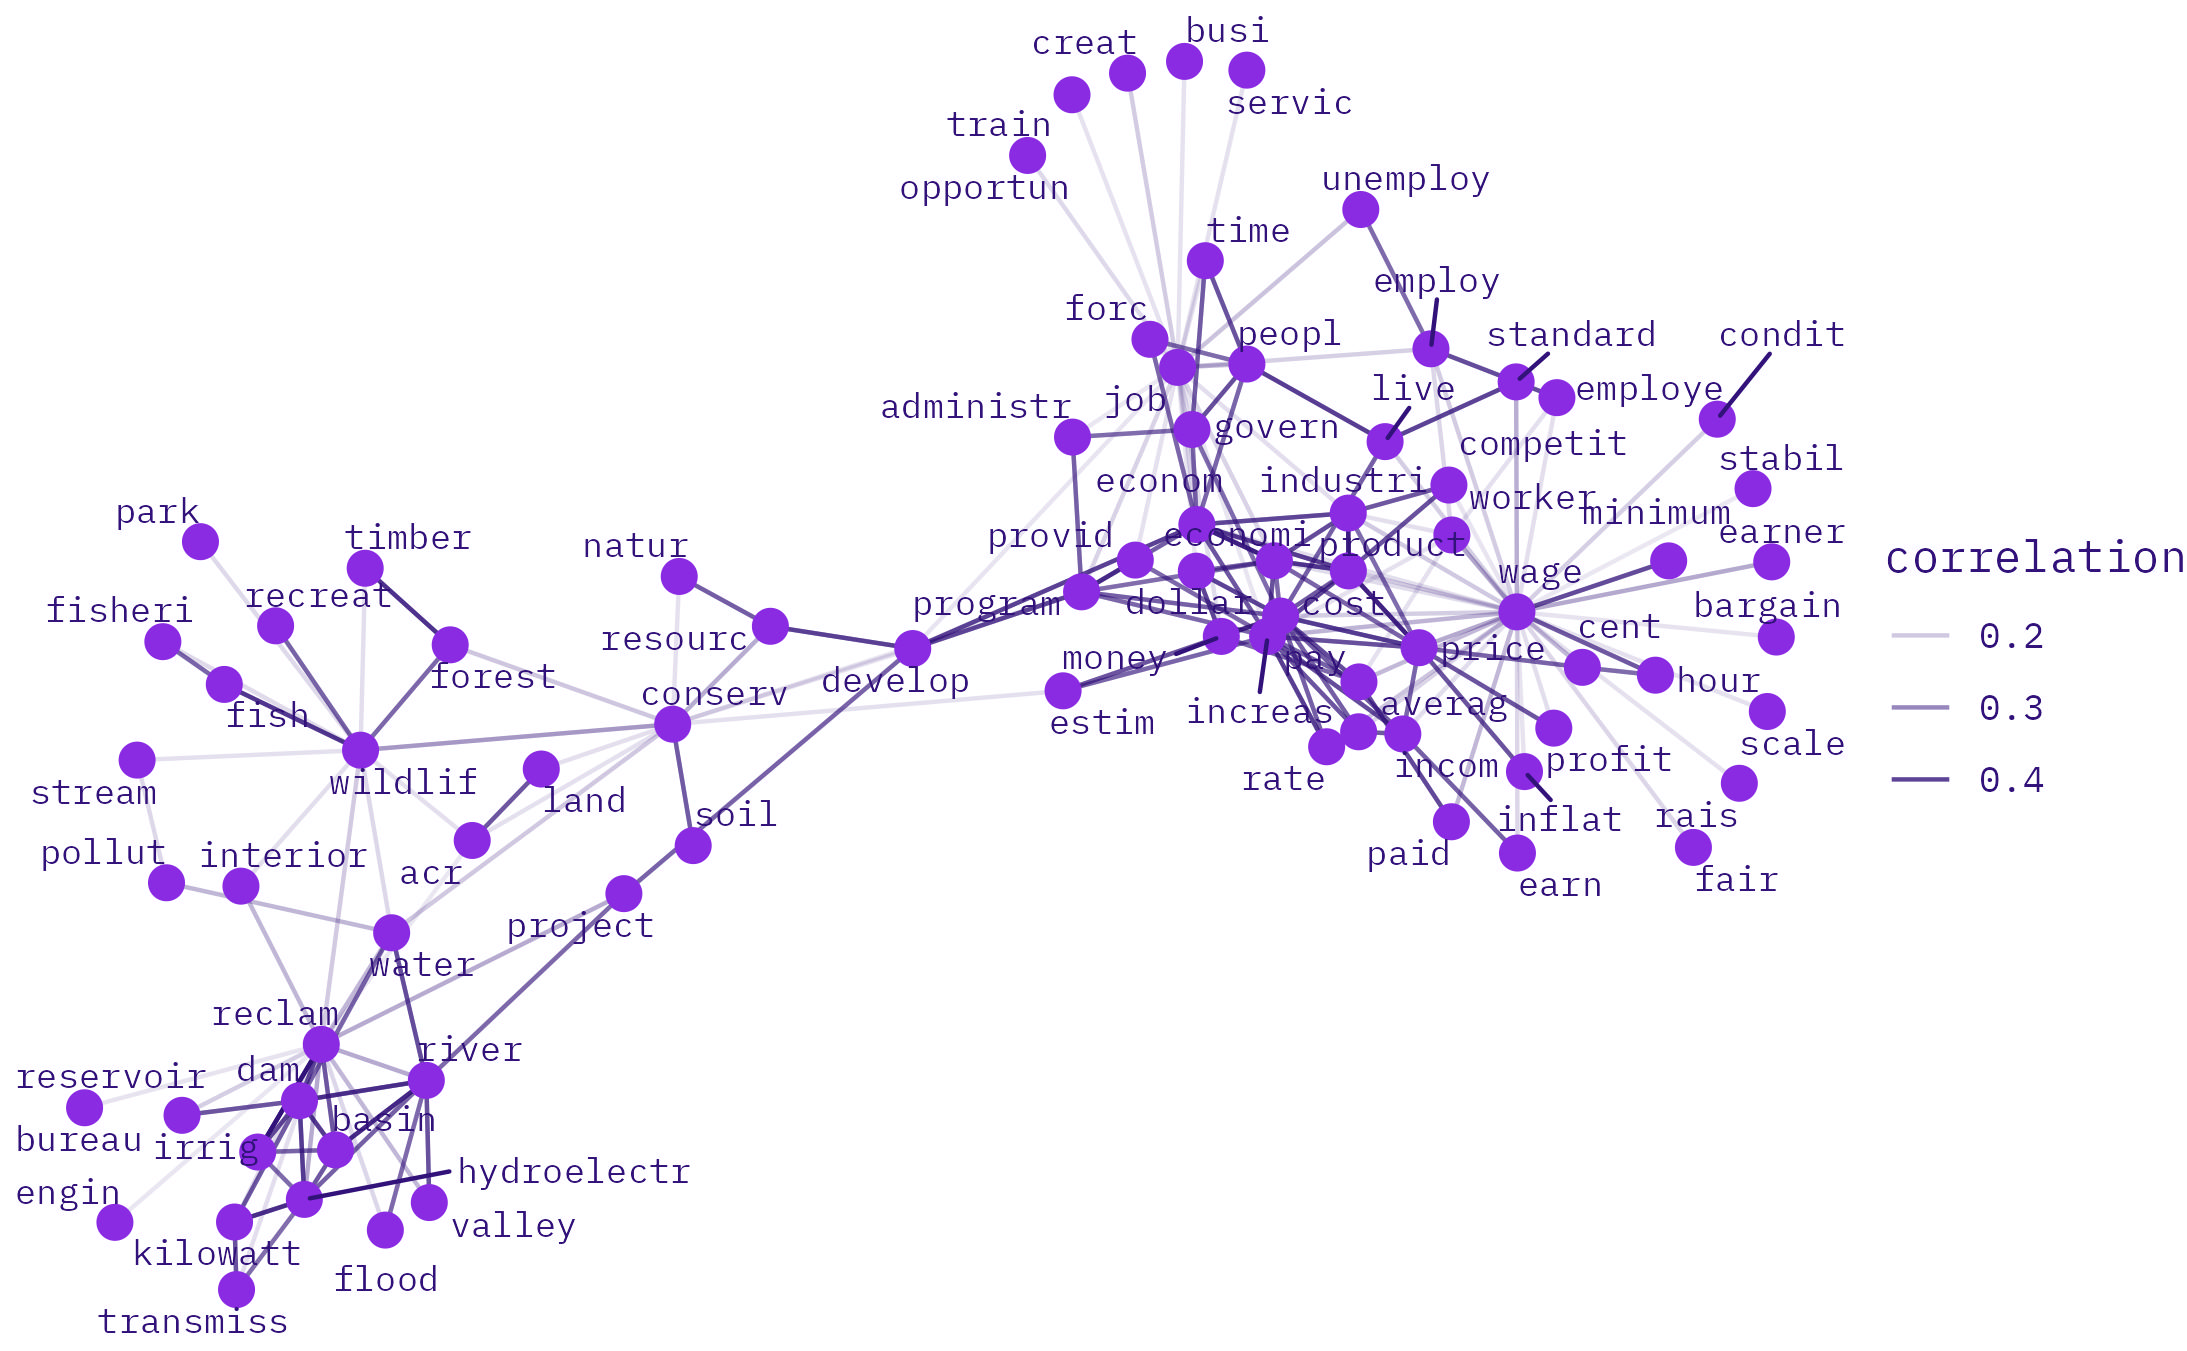 busi
creat
servic
train
opportun
unemploy
time
employ
forc
peopl
standard
condit
live
employe
administr
job
govern
competit
stabil
econom
industri
worker
minimum
park
timber
natur
provid
economi
product
earner
correlation
wage
fisheri
recreat
program
dollar
cost
bargain
resourc
cent
0.2
forest
conserv
develop
money
pay
price
hour
fish
estim
increas
averag
0.3
scale
wildlif
rate
incom
profit
0.4
stream
land
soil
inflat
rais
pollut
interior
acr
paid
earn
fair
project
water
reclam
river
reservoir
dam
basin
bureau
irrig
hydroelectr
engin
valley
kilowatt
flood
transmiss